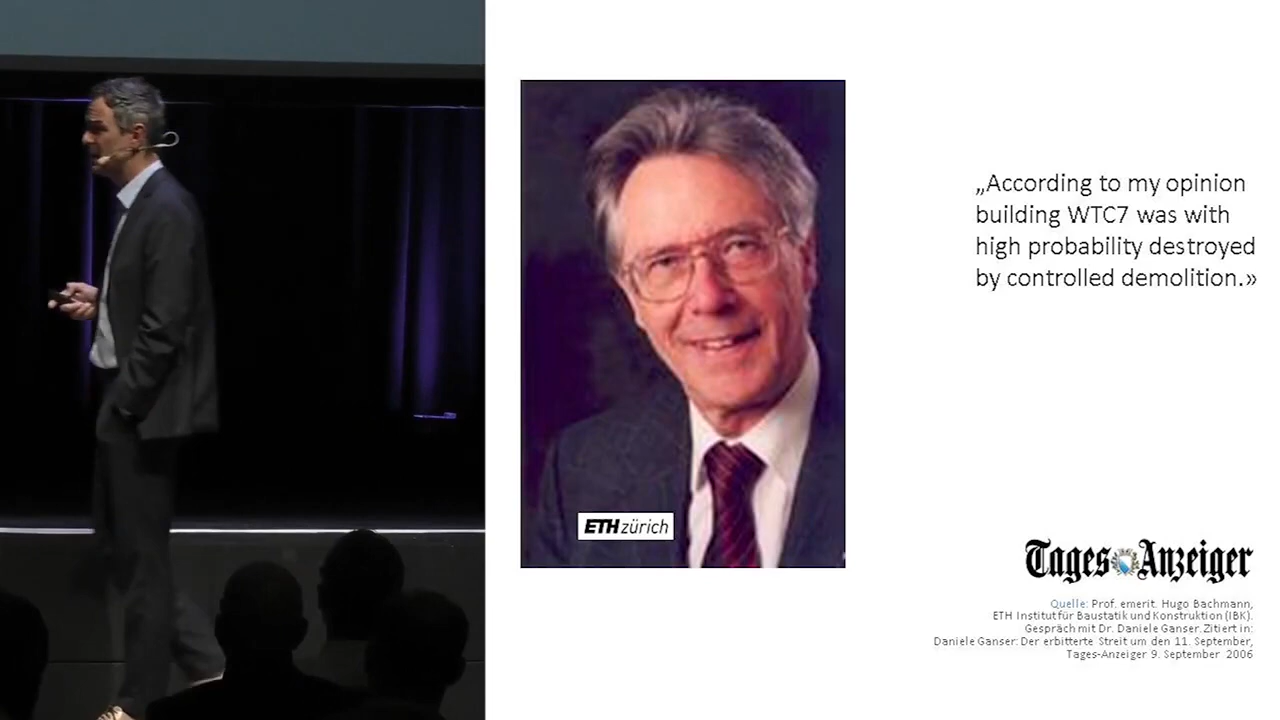 „According to my opinion
building WTC7 was with
high probability destroyed
by controlled demolition.»
ETH zürich
Tages Anzeiger
Quelle: Prof. emerit. Hugo Bachmann,
ETH Institut für Baustatik und Konstruktion (IBK).
Gespräch mit Dr. Daniele Ganser. Zitiert in:
Daniele Ganser: Der erbitterte Streit um den 11. September,
Tages-Anzeiger 9. September 2006